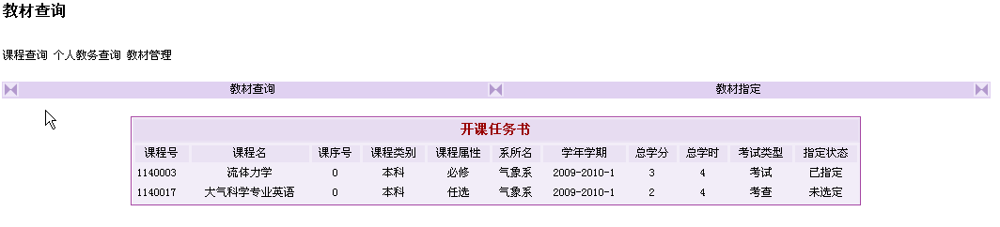 教材查询
课程查询 个人教务查询 教材管理
教材查询 教材指定
开课任务书
课程号 课程名 课序号 课程类别 课程属性 系所名 学年学期 总学分 总学时 考试类型 指定状态
1140003 流体力学 0 本科 必修 气象系 2009-2010-1 3 4 考试 已指定
1140017 大气科学专业英语 0 本科 任选 气象系 2009-2010-1 2 4 考查 未选定